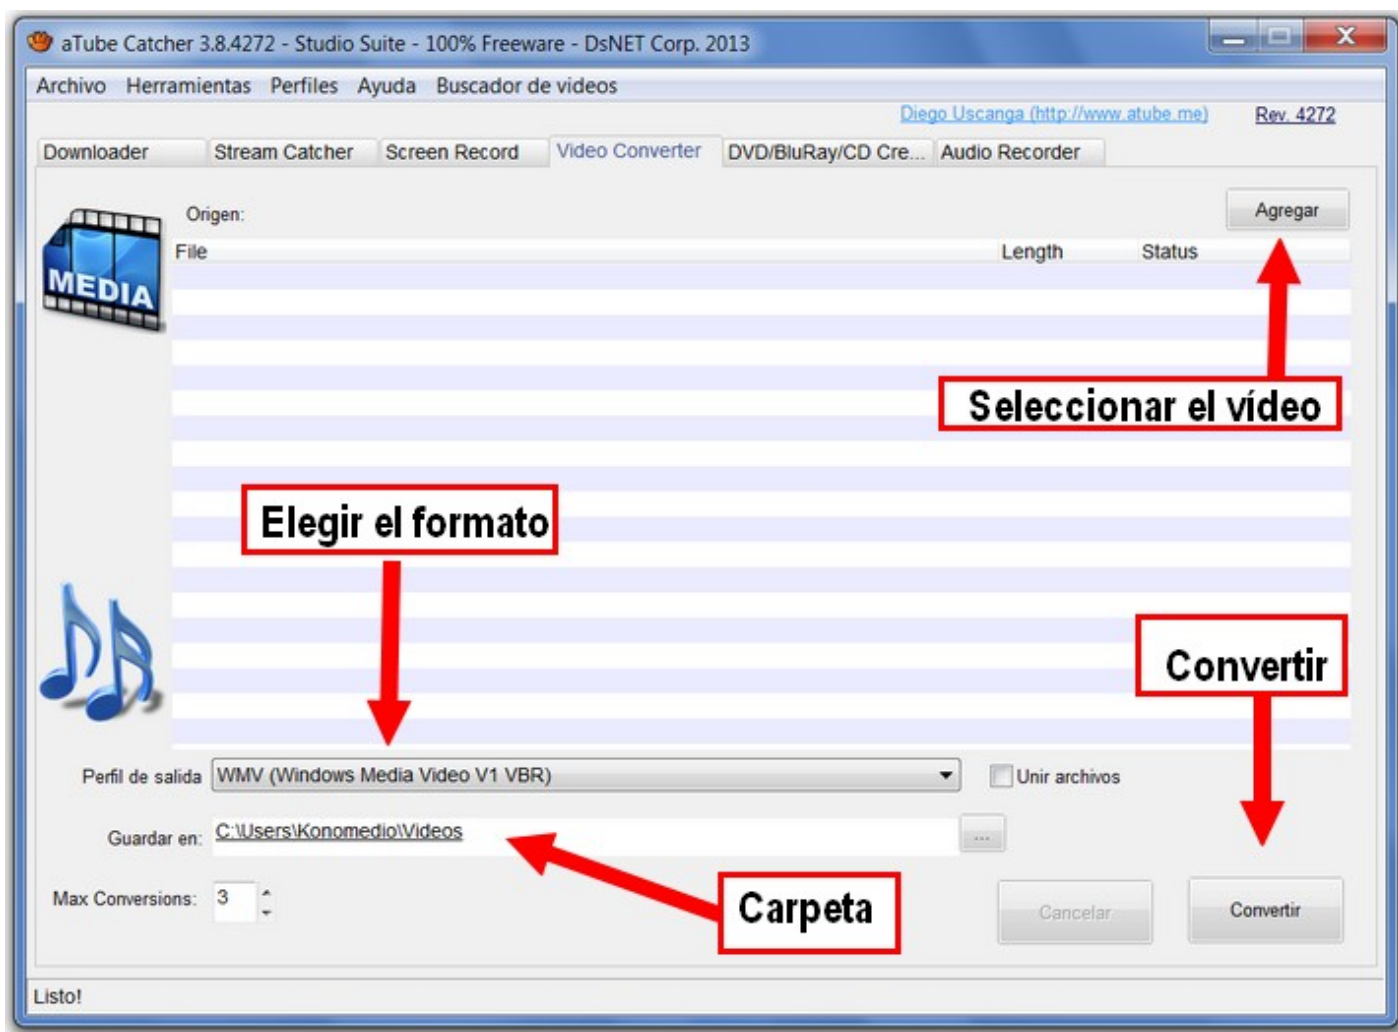 aTube Catcher 3.8.4272 - Studio Suite - 100% Freeware - DsNET Corp. 2013
Archivo Herramientas Perfiles Ayuda Buscador de videos
Diego Uscanga (http://www.atube.me) Rev. 4272
Downloader Stream Catcher Screen Record Video Converter DVD/BluRay/CD Cre... Audio Recorder
Origen: Agregar
File Length Status
MEDIA
Seleccionar el vídeo
Elegir el formato
Convertir
Perfil de salida WMV (Windows Media Video V1 VBR) Unir archivos
Guardar en: C:\Users\Konomedio\Videos ...
Max Conversions: 3
Carpeta
Cancelar Convertir
Listo!